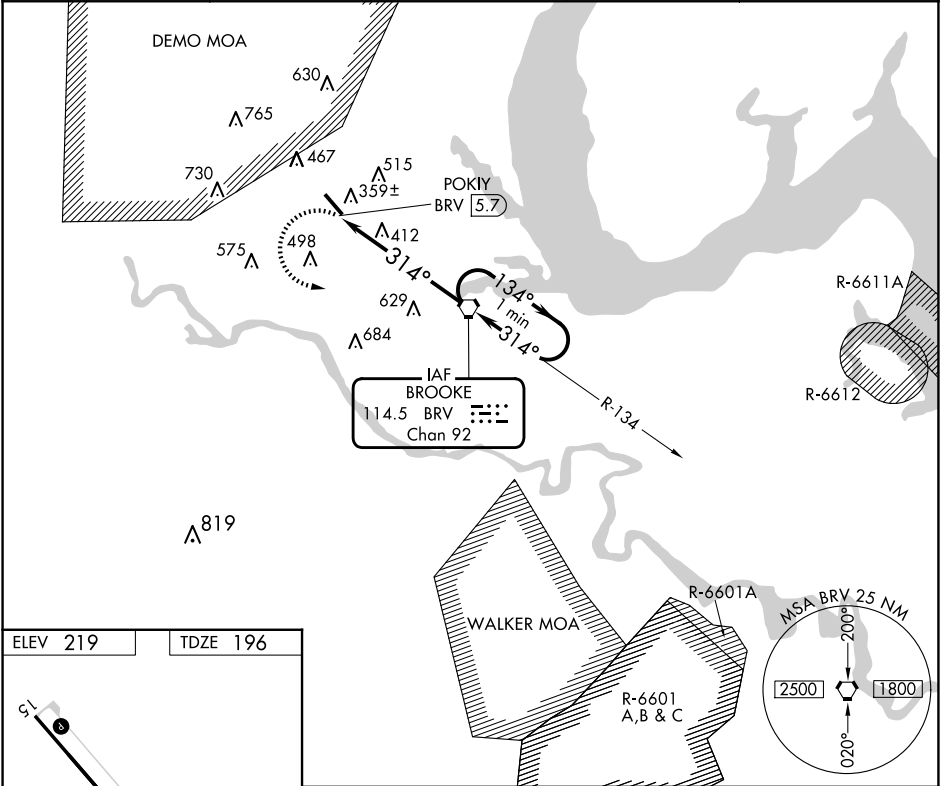 DEMO MOA
630
765
467
730
515
359±
POKIY
BRV 5.7
412
575
498
314°
134°
1 min
314°
629
684
R-6611A
R-6612
IAF
BROOKE
114.5 BRV
Chan 92
R-134
819
R-6601A
WALKER MOA
R-6601
A,B & C
MSA BRV 25 NM
200°
2500
1800
020°
ELEV 219
TDZE 196
15
P